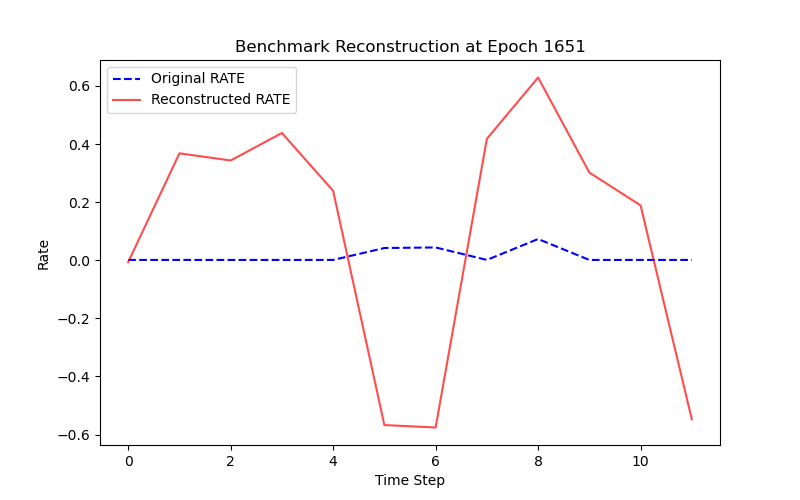 Benchmark Reconstruction at Epoch 1651
Original RATE
Reconstructed RATE
0.6
0.4
0.2
0.0
−0.2
−0.4
−0.6
Rate
0 2 4 6 8 10
Time Step